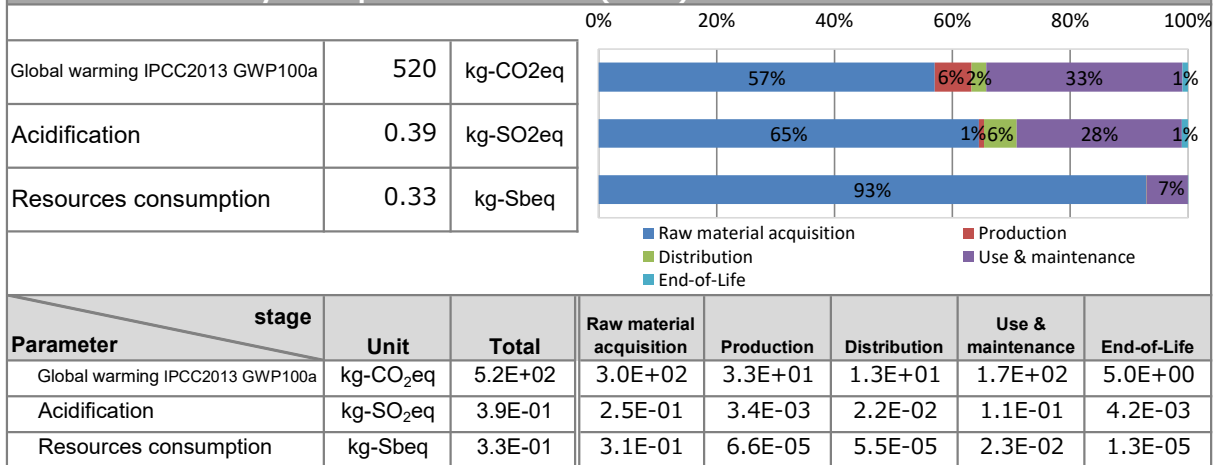 0% 20% 40% 60% 80% 100%
Global warming IPCC2013 GWP100a 520 kg-CO2eq 57% 6% 2% 33% 1%
Acidification 0.39 kg-SO2eq 65% 1% 6% 28% 1%
Resources consumption 0.33 kg-Sbeq 93% 7%
Raw material acquisition Production
Distribution Use & maintenance
End-of-Life
stage
Parameter Unit Total Raw material acquisition Production Distribution Use & maintenance End-of-Life
Global warming IPCC2013 GWP100a kg-CO₂eq 5.2E+02 3.0E+02 3.3E+01 1.3E+01 1.7E+02 5.0E+00
Acidification kg-SO₂eq 3.9E-01 2.5E-01 3.4E-03 2.2E-02 1.1E-01 4.2E-03
Resources consumption kg-Sbeq 3.3E-01 3.1E-01 6.6E-05 5.5E-05 2.3E-02 1.3E-05